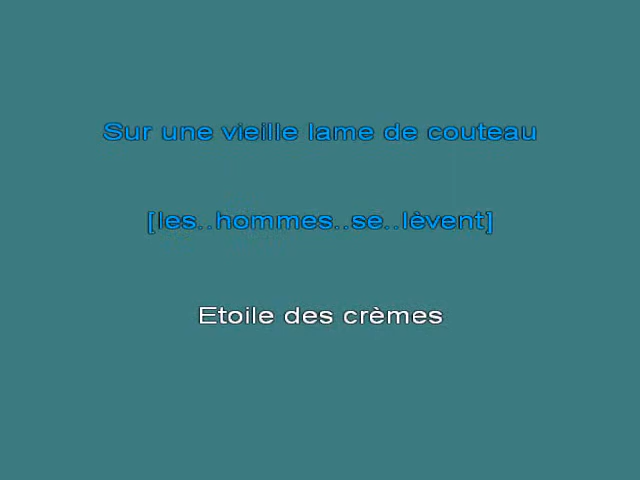 Sur une vieille lame de couteau
[les..hommes..se..lèvent]
Etoile des crèmes